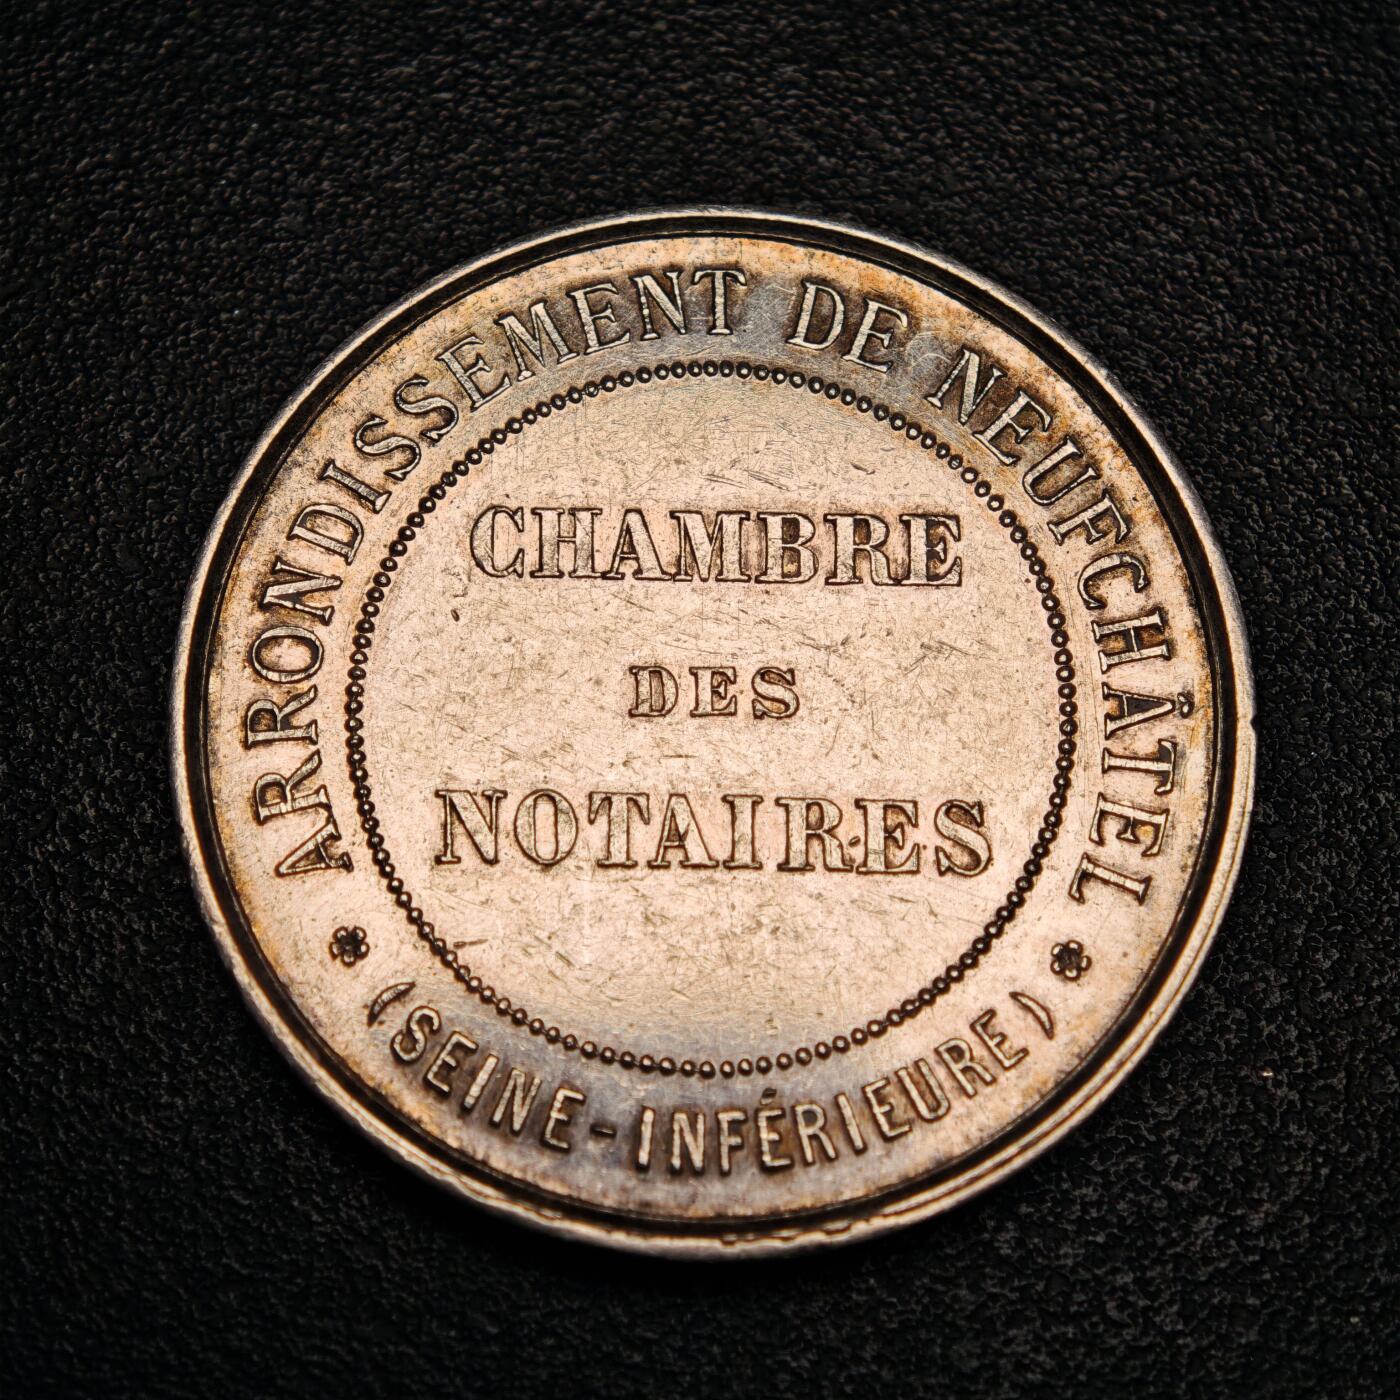 ARRONDISSEMENT DE NEUFCHÂTEL
CHAMBRE
DES
NOTAIRES
(SEINE-INFÉRIEURE)